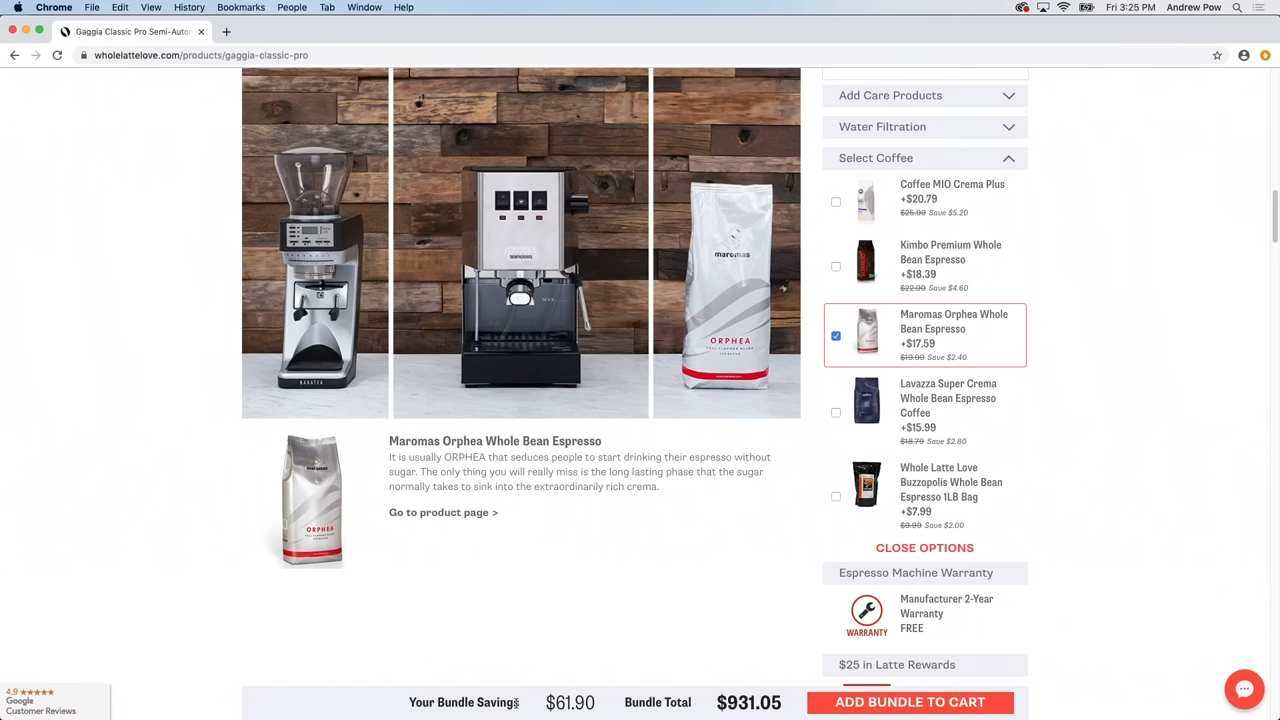 Chrome File Edit View History Bookmarks People Tab Window Help Fri 3:25 PM Andrew Pow
Gaggia Classic Pro Semi-Autor
wholelattelove.com/products/gaggia-classic-pro
Add Care Products
Water Filtration
Select Coffee
Coffee MIO Crema Plus
+$20.79
$25.99 Save $5.20
Kimbo Premium Whole
Bean Espresso
+$18.39
$22.99 Save $4.60
Maromas Orphea Whole
Bean Espresso
+$17.59
$19.99 Save $2.40
Lavazza Super Crema
Whole Bean Espresso
Coffee
+$15.99
$18.79 Save $2.80
Whole Latte Love
Buzzopolis Whole Bean
Espresso 1LB Bag
+$7.99
$9.99 Save $2.00
CLOSE OPTIONS
Espresso Machine Warranty
Manufacturer 2-Year
Warranty
FREE
WARRANTY
$25 in Latte Rewards
BARATZA
maromas
ORPHEA
Maromas Orphea Whole Bean Espresso
It is usually ORPHEA that seduces people to start drinking their espresso without
sugar. The only thing you will really miss is the long lasting phase that the sugar
normally takes to sink into the extraordinarily rich crema.
Go to product page >
maromas
ORPHEA
4.9
Google
Customer Reviews
Your Bundle Savings $61.90 Bundle Total $931.05 ADD BUNDLE TO CART